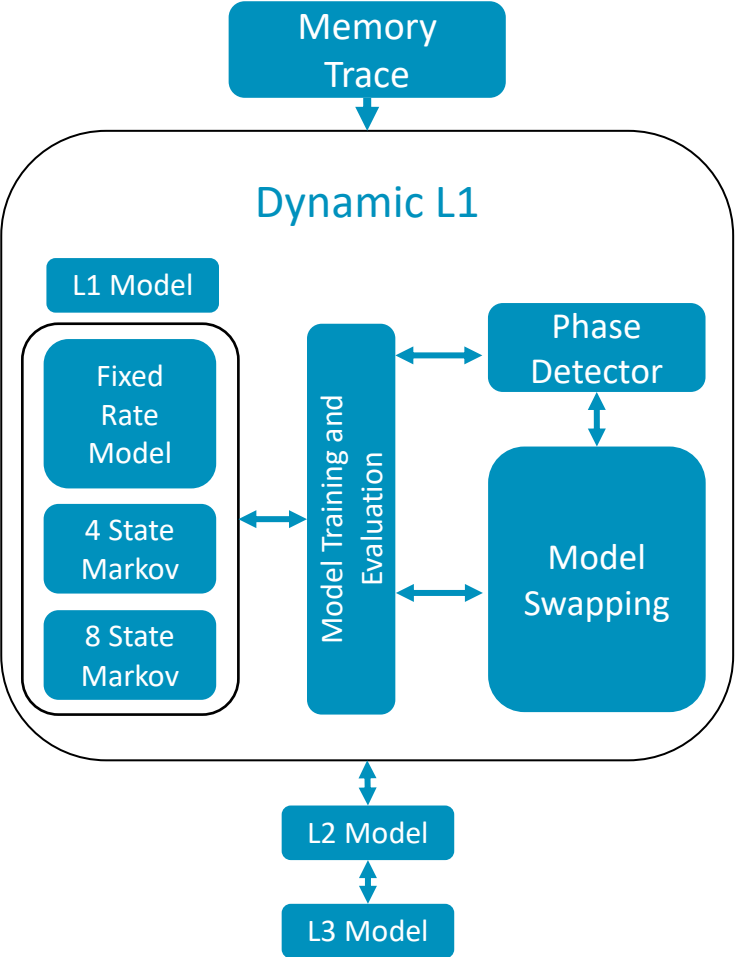 Memory
Trace
Dynamic L1
L1 Model
Fixed
Rate
Model
4 State
Markov
8 State
Markov
Model Training and
Evaluation
Phase
Detector
Model
Swapping
L2 Model
L3 Model